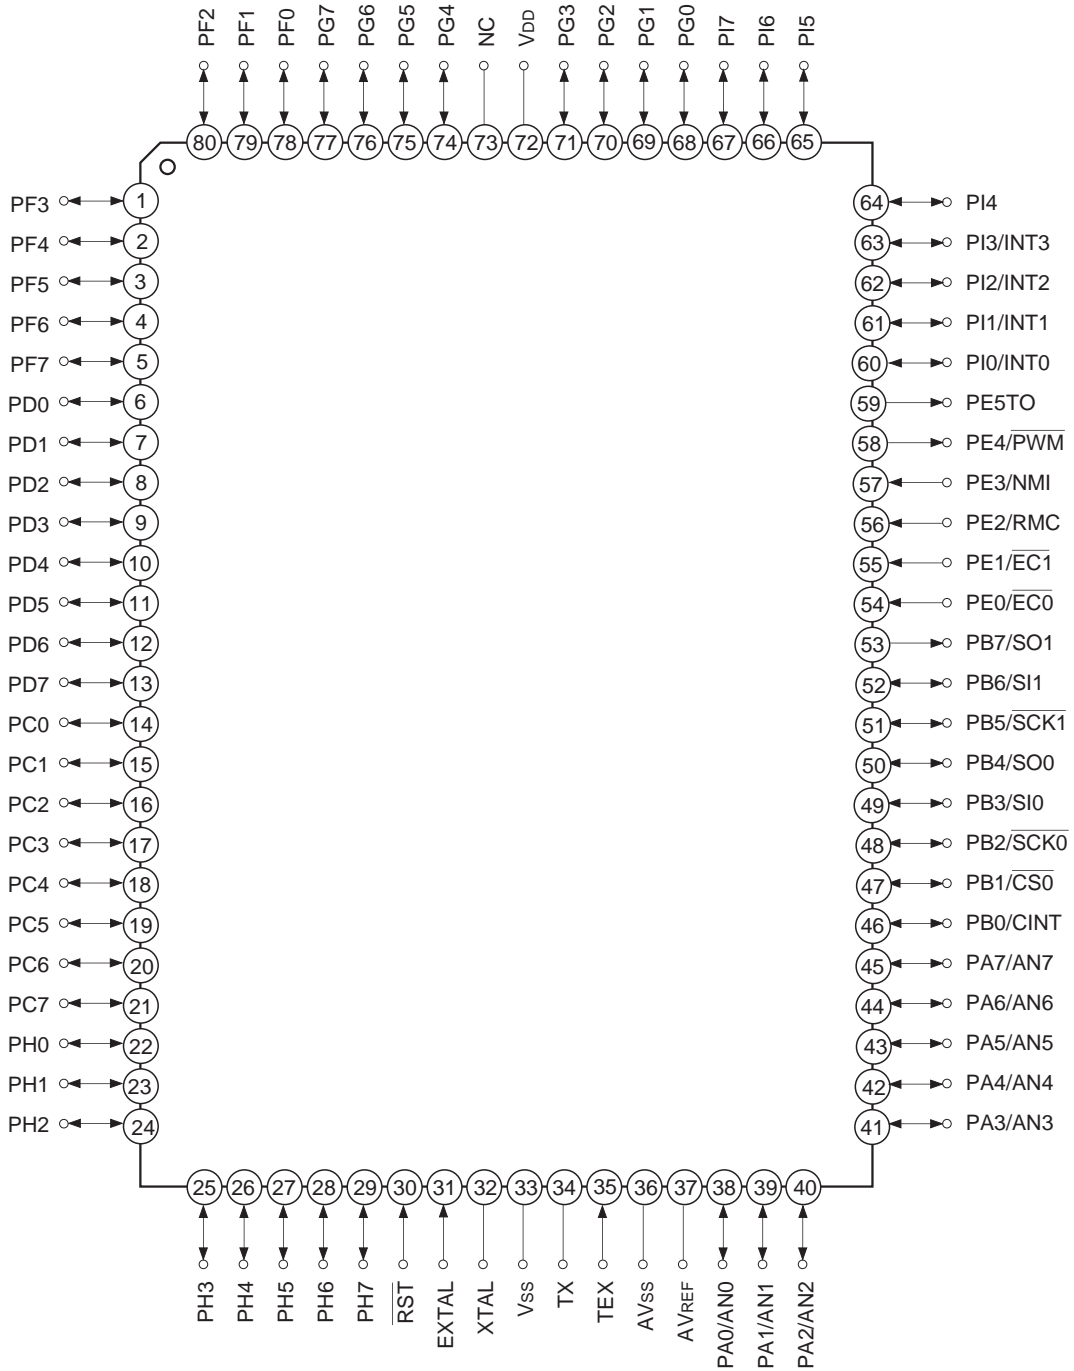 PF2 PF1 PF0 PG7 PG6 PG5 PG4 NC VDD PG3 PG2 PG1 PG0 PI7 PI6 PI5
80 79 78 77 76 75 74 73 72 71 70 69 68 67 66 65
PF3 1 64 PI4
PF4 2 63 PI3/INT3
PF5 3 62 PI2/INT2
PF6 4 61 PI1/INT1
PF7 5 60 PI0/INT0
PD0 6 59 PE5TO
PD1 7 58 PE4/PWM
PD2 8 57 PE3/NMI
PD3 9 56 PE2/RMC
PD4 10 55 PE1/EC1
PD5 11 54 PE0/EC0
PD6 12 53 PB7/SO1
PD7 13 52 PB6/SI1
PC0 14 51 PB5/SCK1
PC1 15 50 PB4/SO0
PC2 16 49 PB3/SI0
PC3 17 48 PB2/SCK0
PC4 18 47 PB1/CS0
PC5 19 46 PB0/CINT
PC6 20 45 PA7/AN7
PC7 21 44 PA6/AN6
PH0 22 43 PA5/AN5
PH1 23 42 PA4/AN4
PH2 24 41 PA3/AN3
25 26 27 28 29 30 31 32 33 34 35 36 37 38 39 40
PH3 PH4 PH5 PH6 PH7 RST EXTAL XTAL Vss TX TEX AVss AVREF PA0/AN0 PA1/AN1 PA2/AN2